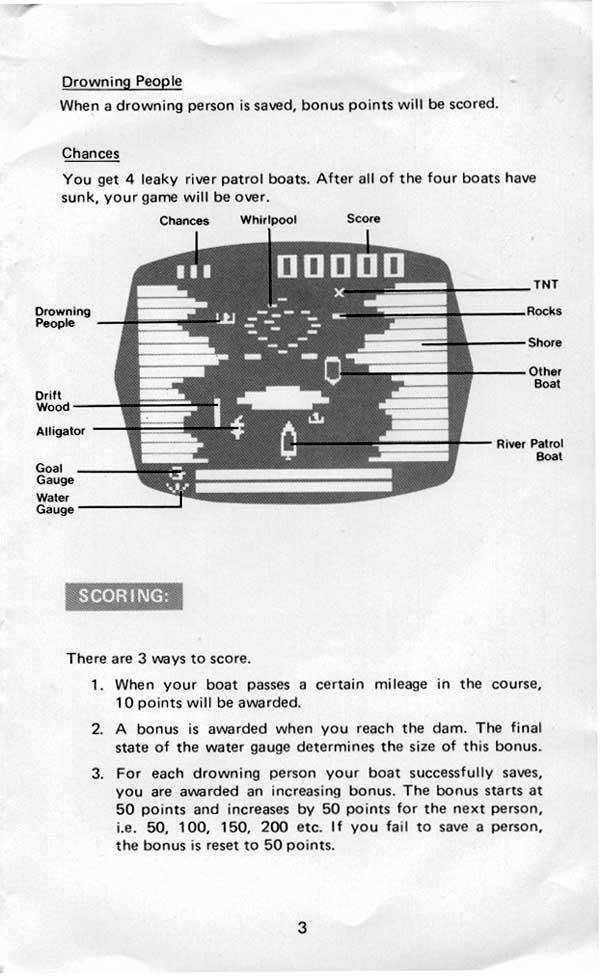 Drowning People
When a drowning person is saved, bonus points will be scored.
Chances
You get 4 leaky river patrol boats. After all of the four boats have
sunk, your game will be over.
Chances Whirlpool Score
00000
TNT
Drowning
People
Rocks
Shore
Other
Boat
Drift
Wood
Alligator
River Patrol
Boat
Goal
Gauge
Water
Gauge
SCORING:
There are 3 ways to score.
1. When your boat passes a certain mileage in the course,
10 points will be awarded.
2. A bonus is awarded when you reach the dam. The final
state of the water gauge determines the size of this bonus.
3. For each drowning person your boat successfully saves,
you are awarded an increasing bonus. The bonus starts at
50 points and increases by 50 points for the next person,
i.e. 50, 100, 150, 200 etc. If you fail to save a person,
the bonus is reset to 50 points.
3